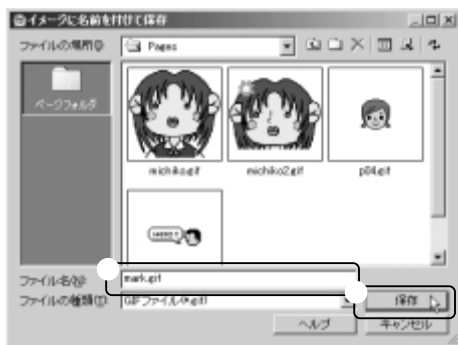 イメージに名前を付けて保存
ファイルの場所(I):
Pages
ページフォルダ
michiko.gif
michiko2.gif
p04.gif
ファイル名(N):
mark.gif
保存
ファイルの種類(T):
GIFファイル(*.gif)
ヘルプ
キャンセル